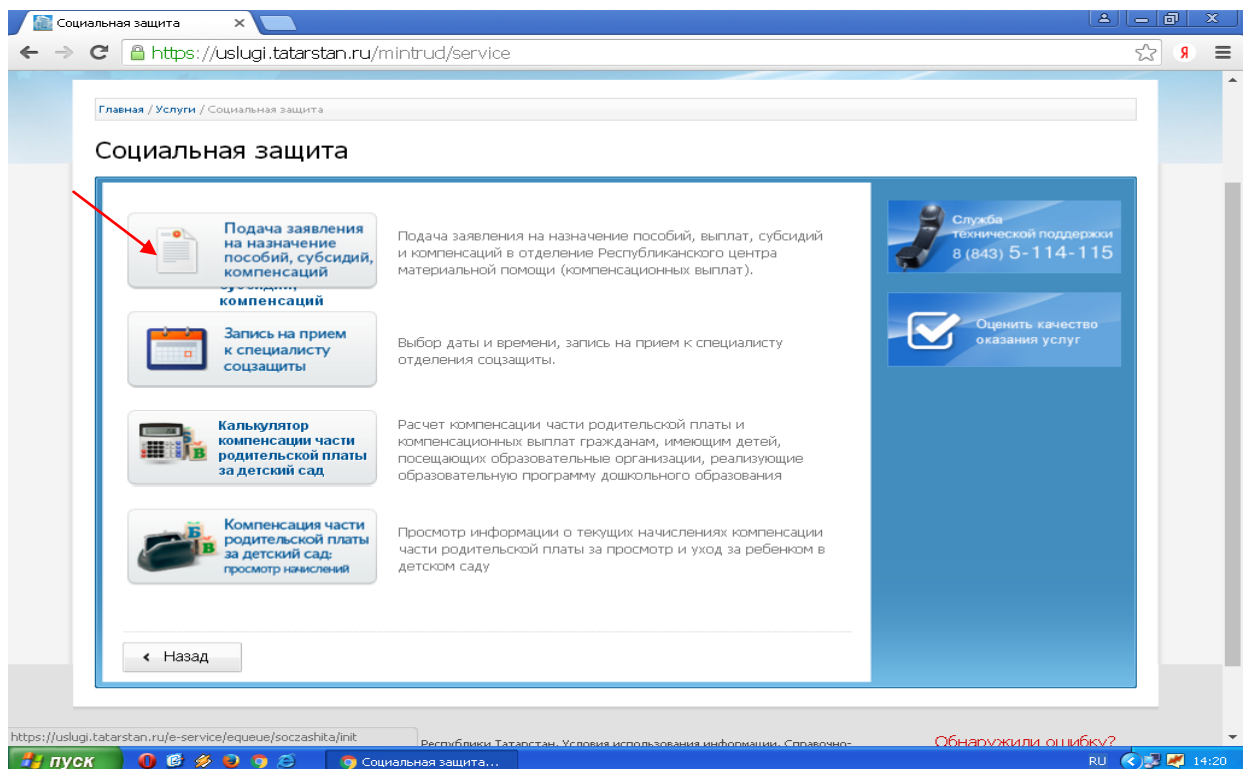 Социальная защита
https://uslugi.tatarstan.ru/mintrud/service
Я
Главная / Услуги / Социальная защита
Социальная защита
Подача заявления
на назначение
пособий, субсидий,
компенсаций
компенсаций
Подача заявления на назначение пособий, выплат, субсидий
и компенсаций в отделение Республиканского центра
материальной помощи (компенсационных выплат).
Запись на прием
к специалисту
соцзащиты
Выбор даты и времени, запись на прием к специалисту
отделения соцзащиты.
Калькулятор
компенсации части
родительской платы
за детский сад
Расчет компенсации части родительской платы и
компенсационных выплат гражданам, имеющим детей,
посещающих образовательные организации, реализующие
образовательную программу дошкольного образования
Компенсация части
родительской платы
за детский сад:
просмотр начислений
Просмотр информации о текущих начислениях компенсации
части родительской платы за просмотр и уход за ребенком в
детском саду
Служба
технической поддержки
8 (843) 5-114-115
Оценить качество
оказания услуг
Назад
https://uslugi.tatarstan.ru/e-service/equeue/soczashita/init
Республики Татарстан. Условия использования информации. Справочно-
Обнаружили ошибку?
пуск
Социальная защита...
RU
14:20